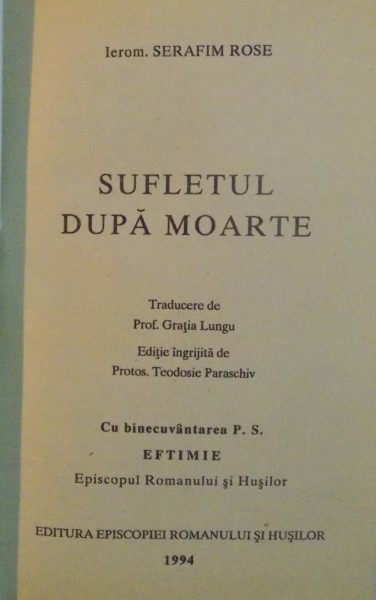 Ierom. SERAFIM ROSE
SUFLETUL
DUPĂ MOARTE
Traducere de
Prof. Graţia Lungu
Ediţie îngrijită de
Protos. Teodosie Paraschiv
Cu binecuvântarea P. S.
EFTIMIE
Episcopul Romanului şi Huşilor
EDITURA EPISCOPIEI ROMANULUI ŞI HUŞILOR
1994